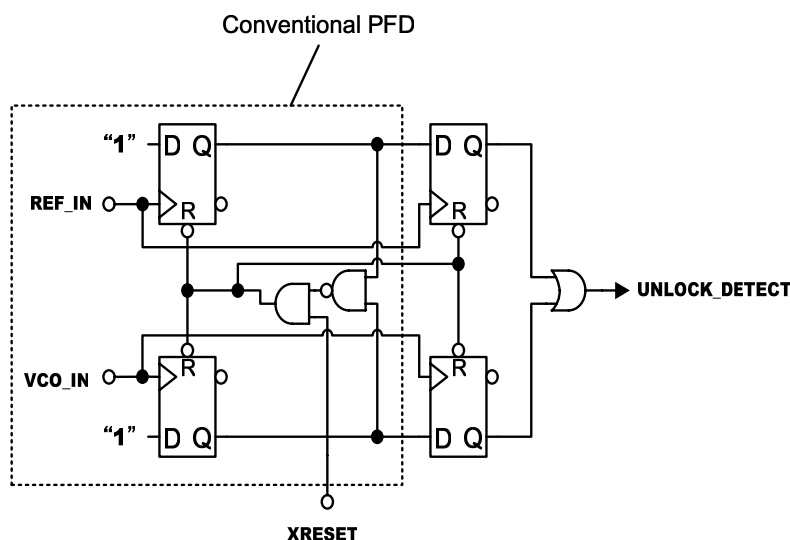 Conventional PFD
“1” D Q D Q
REF_IN
R R
UNLOCK_DETECT
VCO_IN
R R
“1” D Q D Q
XRESET